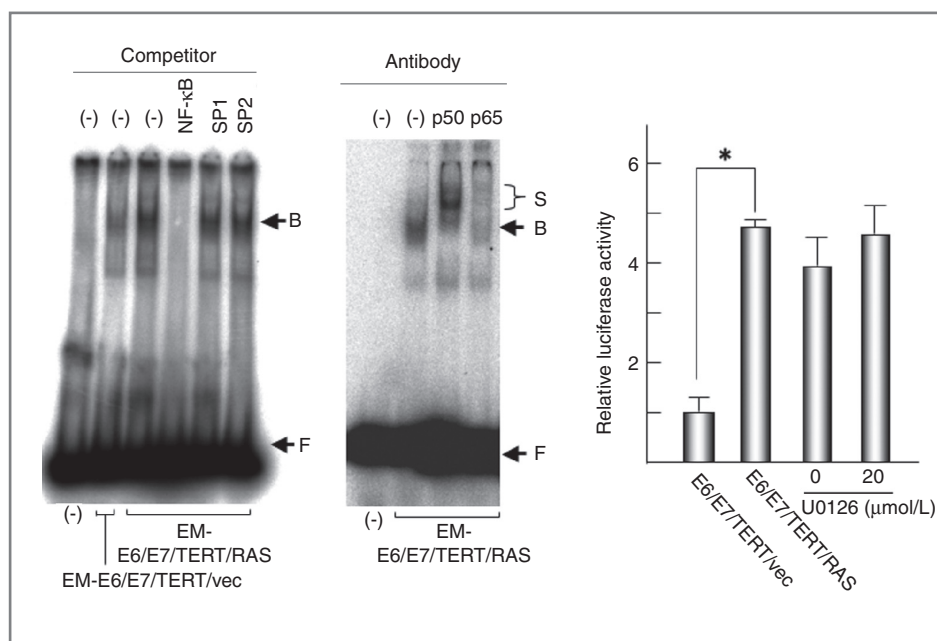 Competitor
(-)
(-)
(-)
NF-κB
SP1
SP2
B
F
(-)
EM-
E6/E7/TERT/RAS
EM-E6/E7/TERT/vec
Antibody
(-) (-) p50 p65
S
B
F
(-)
EM-
E6/E7/TERT/RAS
Relative luciferase activity
6
4
2
*
E6/E7/TERT/vec
E6/E7/TERT/RAS
0 20
U0126 (μmol/L)